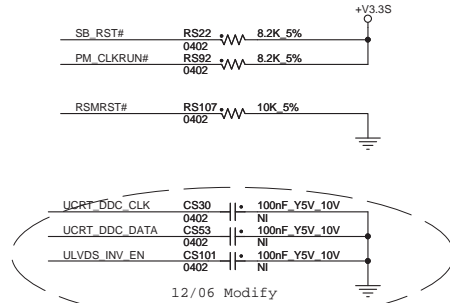 +V3.3S
SB_RST# RS22 8.2K_5%
0402
PM_CLKRUN# RS92 8.2K_5%
0402
RSMRST# RS107 10K_5%
0402
UCRT_DDC_CLK CS30 100nF_Y5V_10V
0402 NI
UCRT_DDC_DATA CS53 100nF_Y5V_10V
0402 NI
ULVDS_INV_EN CS101 100nF_Y5V_10V
0402 NI
12/06 Modify